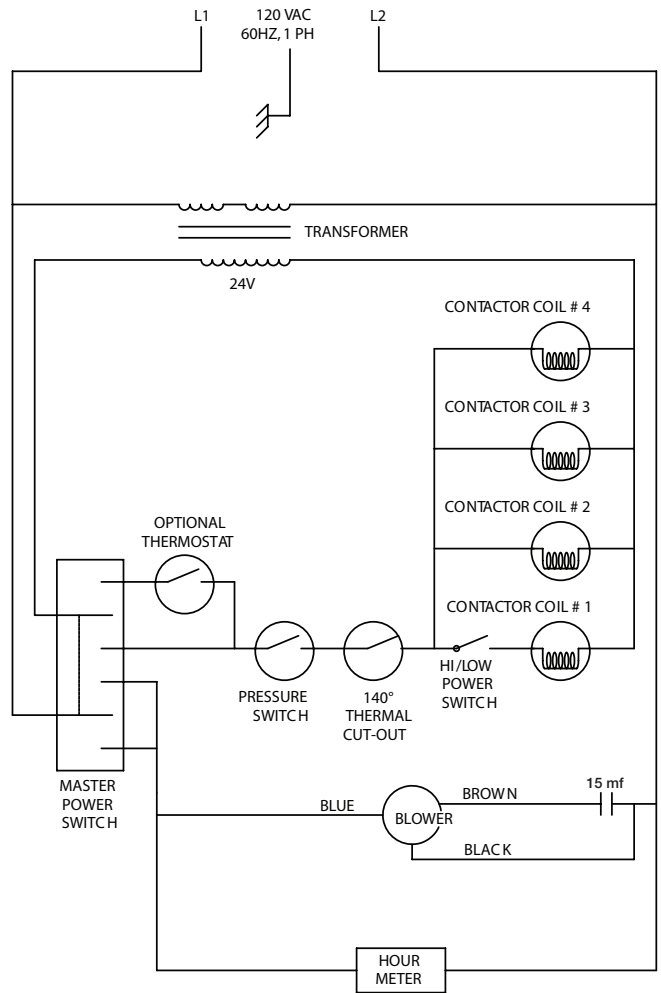 L1
120 VAC
60HZ, 1 PH
L2
TRANSFORMER
24V
CONTACTOR COIL # 4
CONTACTOR COIL # 3
CONTACTOR COIL # 2
CONTACTOR COIL # 1
OPTIONAL
THERMOSTAT
PRESSURE
SWITCH
140°
THERMAL
CUT-OUT
HI/LOW
POWER
SWITCH
MASTER
POWER
SWITCH
BLUE
BLOWER
BROWN
15 mf
BLACK
HOUR
METER